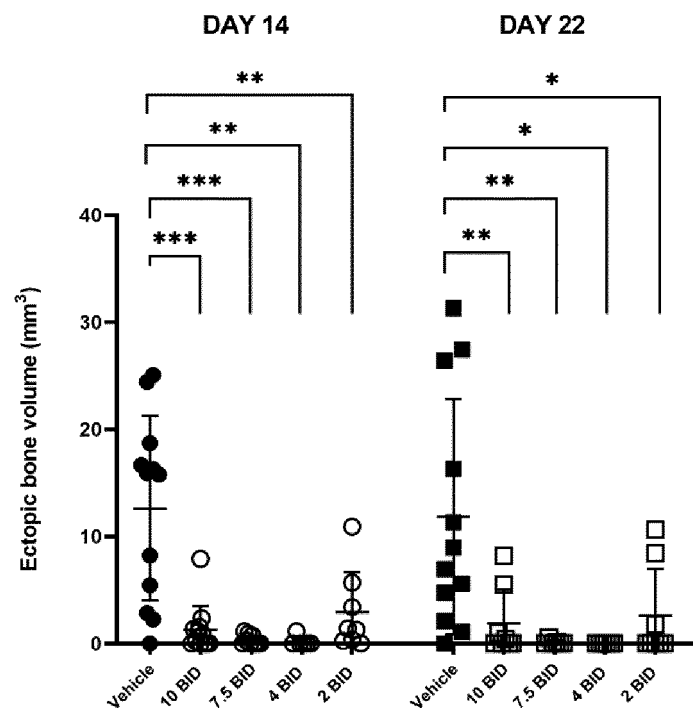 DAY 14
DAY 22
**
*
**
*
***
**
***
**
40
30
20
10
0
Ectopic bone volume (mm³)
Vehicle
10 BID
7.5 BID
4 BID
2 BID
Vehicle
10 BID
7.5 BID
4 BID
2 BID